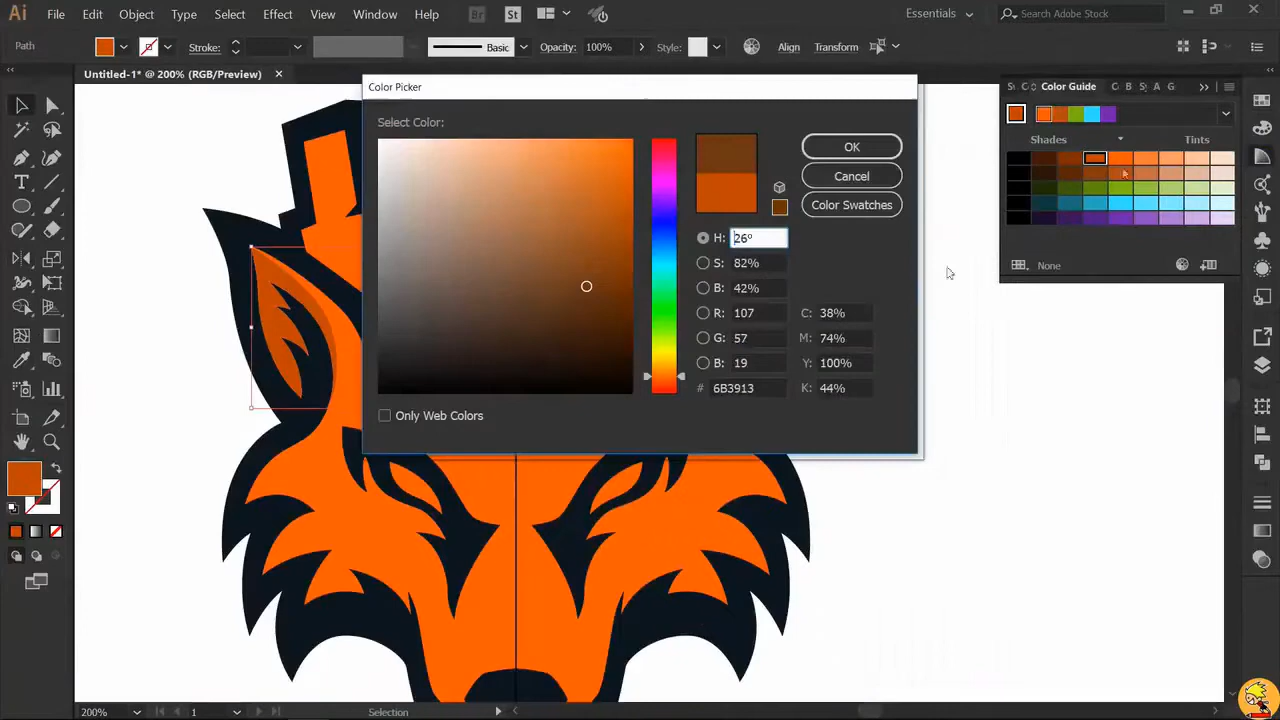 Ai File Edit Object Type Select Effect View Window Help Br St Essentials Search Adobe Stock
Path Stroke: Basic Opacity: 100% Style: Align Transform
Untitled-1* @ 200% (RGB/Preview)
Color Picker
Select Color:
OK
Cancel
Color Swatches
H: 26º
S: 82%
B: 42%
R: 107 C: 38%
G: 57 M: 74%
B: 19 Y: 100%
# 6B3913 K: 44%
Only Web Colors
S C Color Guide C B S A G
Shades Tints
None
200% 1 Selection